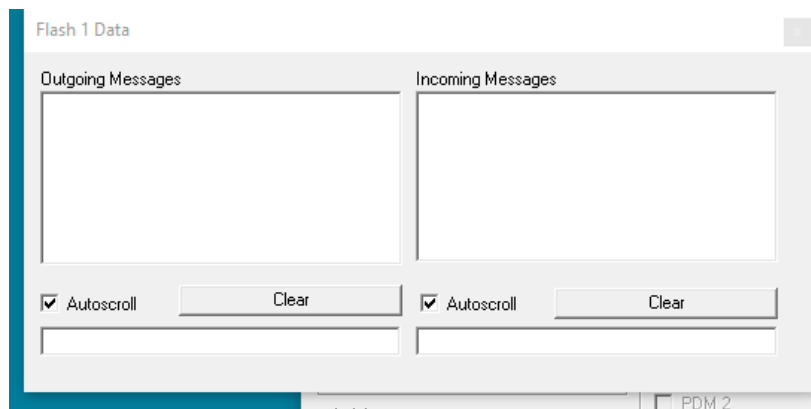 Flash 1 Data
Outgoing Messages
Incoming Messages
Autoscroll
Clear
Autoscroll
Clear
PDM 2